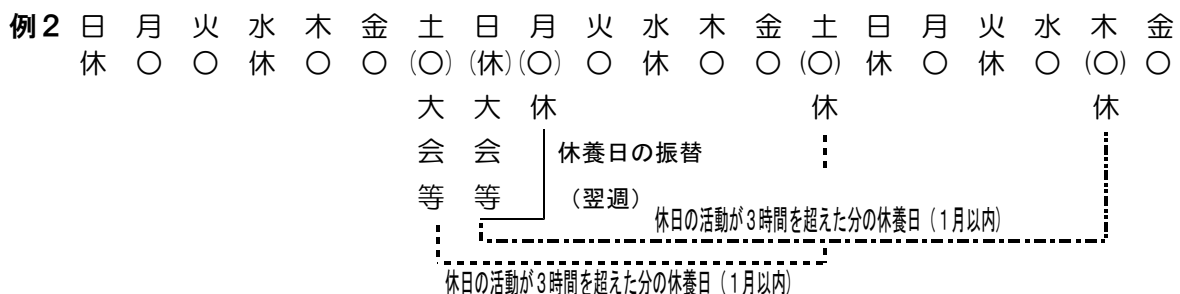 例2 日 月 火 水 木 金 土 日 月 火 水 木 金 土 日 月 火 水 木 金
休 ○ ○ 休 ○ ○ (○) (休) (○) ○ 休 ○ ○ (○) 休 ○ 休 ○ (○) ○
大会等 大会等 休 休 休
休養日の振替
（翌週）
休日の活動が3時間を超えた分の休養日（1月以内）
休日の活動が3時間を超えた分の休養日（1月以内）